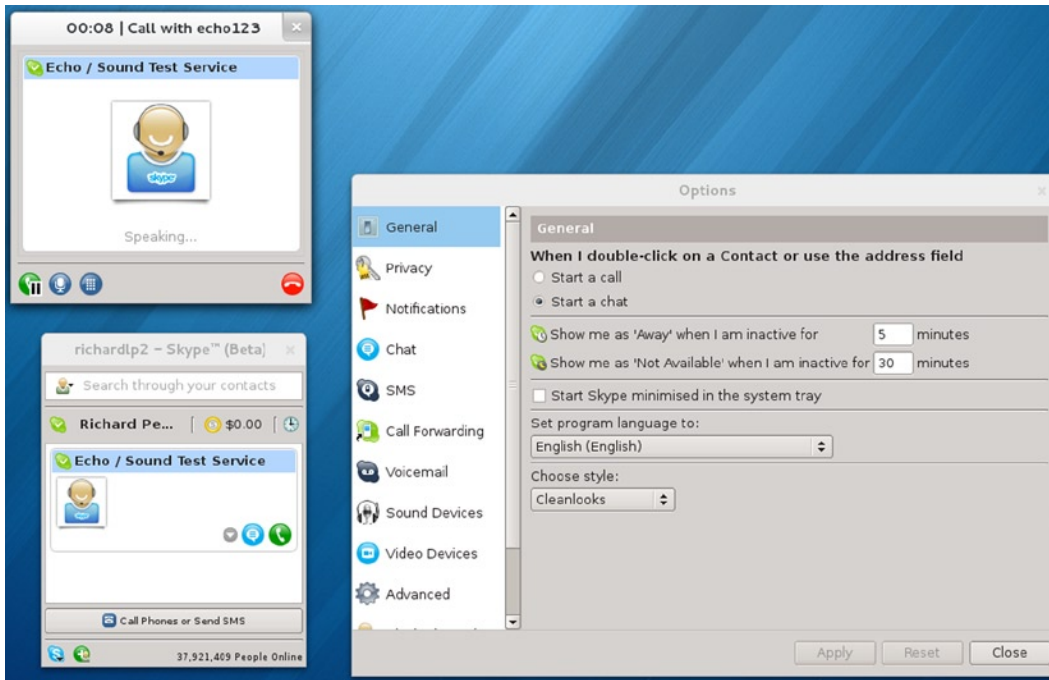 00:08 | Call with echo123
Echo / Sound Test Service
skype
Speaking...
richardlp2 – Skype™ (Beta)
Search through your contacts
Richard Pe... $0.00
Echo / Sound Test Service
Call Phones or Send SMS
37,921,409 People Online
Options
General
Privacy
Notifications
Chat
SMS
Call Forwarding
Voicemail
Sound Devices
Video Devices
Advanced
General
When I double-click on a Contact or use the address field
Start a call
Start a chat
Show me as 'Away' when I am inactive for 5 minutes
Show me as 'Not Available' when I am inactive for 30 minutes
Start Skype minimised in the system tray
Set program language to:
English (English)
Choose style:
Cleanlooks
Apply Reset Close